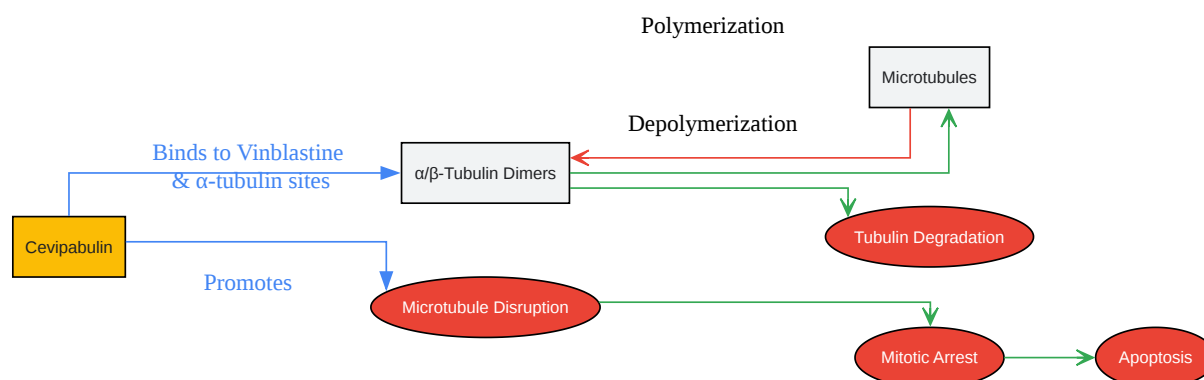 Polymerization
Microtubules
Depolymerization
Binds to Vinblastine
& α-tubulin sites
α/β-Tubulin Dimers
Cevipabulin
Tubulin Degradation
Promotes
Microtubule Disruption
Mitotic Arrest
Apoptosis